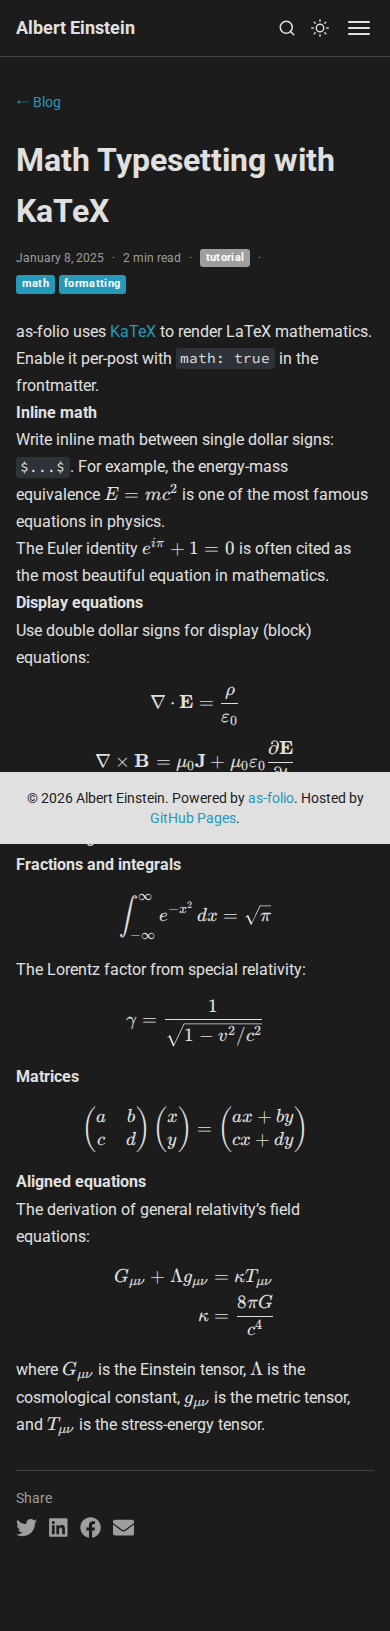 Albert Einstein
← Blog
Math Typesetting with
KaTeX
January 8, 2025 · 2 min read · tutorial ·
math formatting
as-folio uses KaTeX to render LaTeX mathematics.
Enable it per-post with math: true in the
frontmatter.
Inline math
Write inline math between single dollar signs:
$...$. For example, the energy-mass
equivalence E = mc² is one of the most famous
equations in physics.
The Euler identity e^{iπ} + 1 = 0 is often cited as
the most beautiful equation in mathematics.
Display equations
Use double dollar signs for display (block)
equations:
∇ · E = ρ/ε₀
∇ × B = μ₀J + μ₀ε₀ ∂E
© 2026 Albert Einstein. Powered by as-folio. Hosted by
GitHub Pages.
Fractions and integrals
∫_{-∞}^{∞} e^{-x²} dx = √π
The Lorentz factor from special relativity:
γ = 1/√(1 − v²/c²)
Matrices
(a b; c d)(x; y) = (ax + by; cx + dy)
Aligned equations
The derivation of general relativity’s field
equations:
G_{μν} + Λg_{μν} = κT_{μν}
κ = 8πG/c⁴
where G_{μν} is the Einstein tensor, Λ is the
cosmological constant, g_{μν} is the metric tensor,
and T_{μν} is the stress-energy tensor.
Share